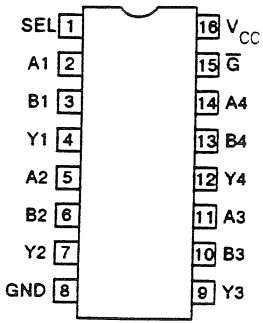 SEL 1 16 VCC
A1 2 15 G̅
B1 3 14 A4
Y1 4 13 B4
A2 5 12 Y4
B2 6 11 A3
Y2 7 10 B3
GND 8 9 Y3